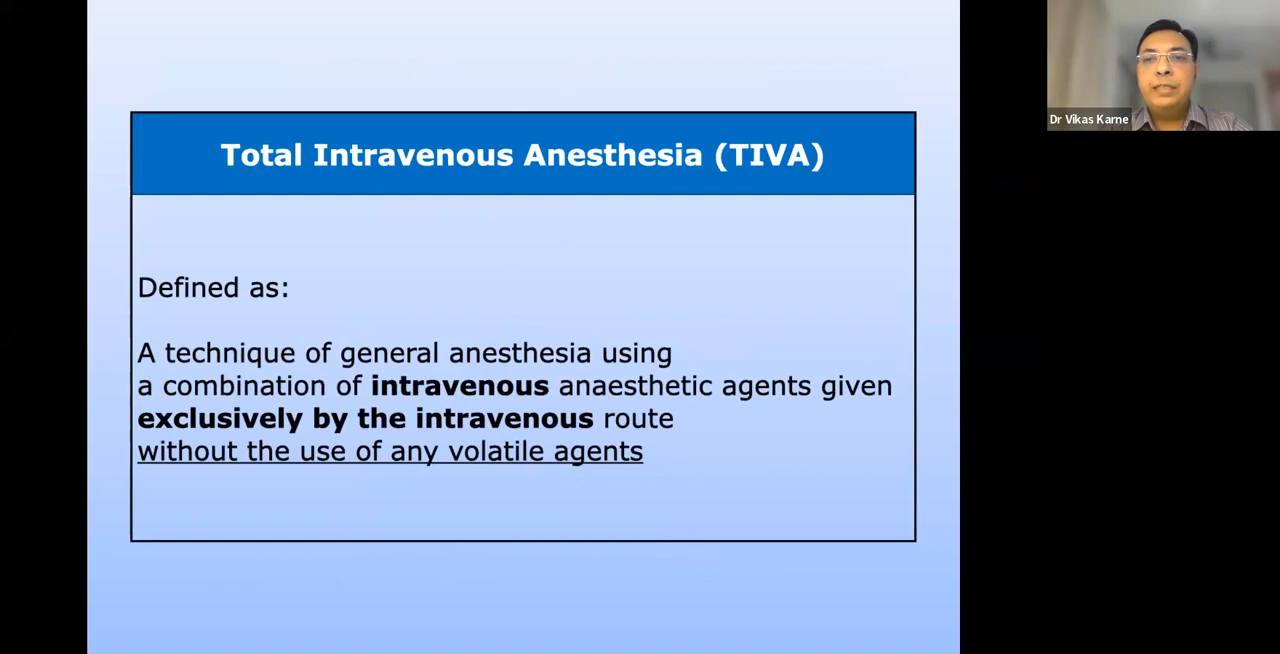 Total Intravenous Anesthesia (TIVA)
Defined as:
A technique of general anesthesia using
a combination of intravenous anaesthetic agents given
exclusively by the intravenous route
without the use of any volatile agents
Dr Vikas Karne